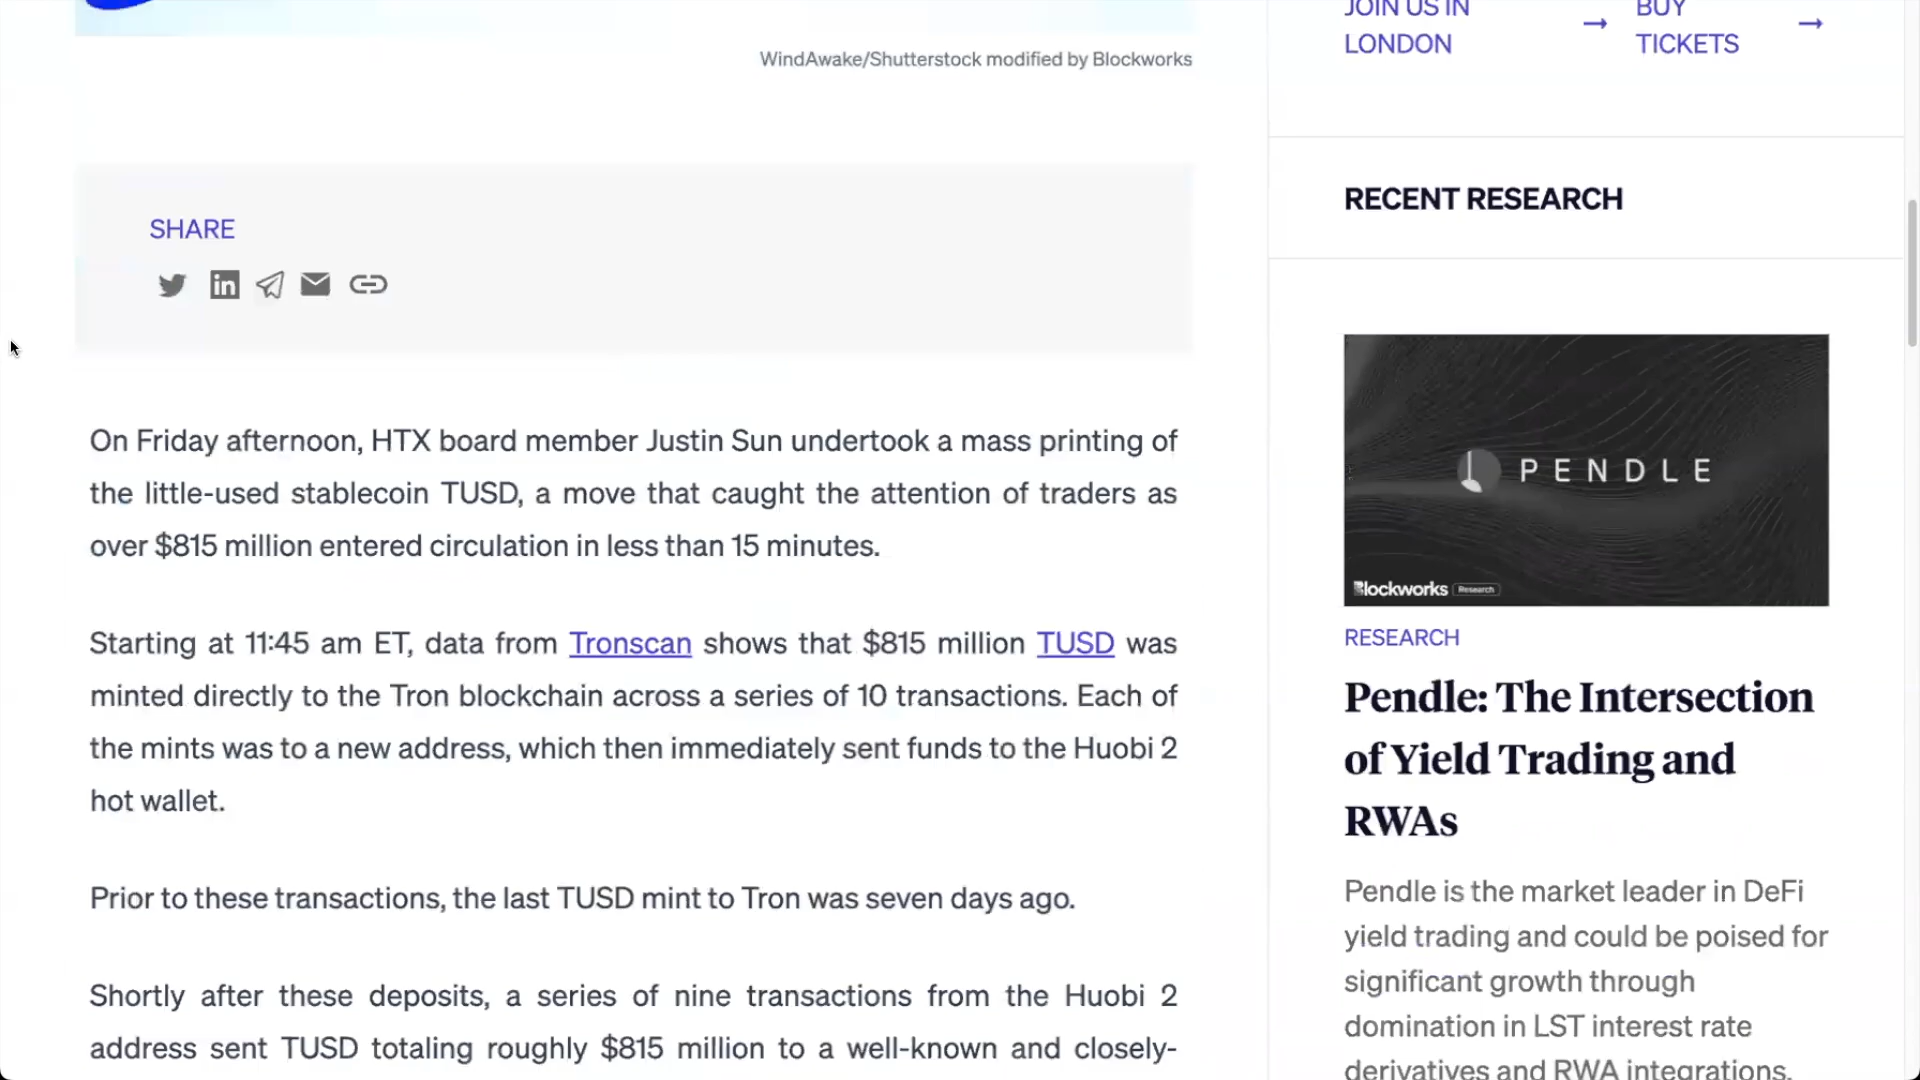 WindAwake/Shutterstock modified by Blockworks
SHARE
On Friday afternoon, HTX board member Justin Sun undertook a mass printing of
the little-used stablecoin TUSD, a move that caught the attention of traders as
over $815 million entered circulation in less than 15 minutes.
Starting at 11:45 am ET, data from Tronscan shows that $815 million TUSD was
minted directly to the Tron blockchain across a series of 10 transactions. Each of
the mints was to a new address, which then immediately sent funds to the Huobi 2
hot wallet.
Prior to these transactions, the last TUSD mint to Tron was seven days ago.
Shortly after these deposits, a series of nine transactions from the Huobi 2
address sent TUSD totaling roughly $815 million to a well-known and closely-
JOIN US IN
LONDON
BUY
TICKETS
RECENT RESEARCH
PENDLE
Blockworks Research
RESEARCH
Pendle: The Intersection
of Yield Trading and
RWAs
Pendle is the market leader in DeFi
yield trading and could be poised for
significant growth through
domination in LST interest rate
derivatives and RWA integrations.